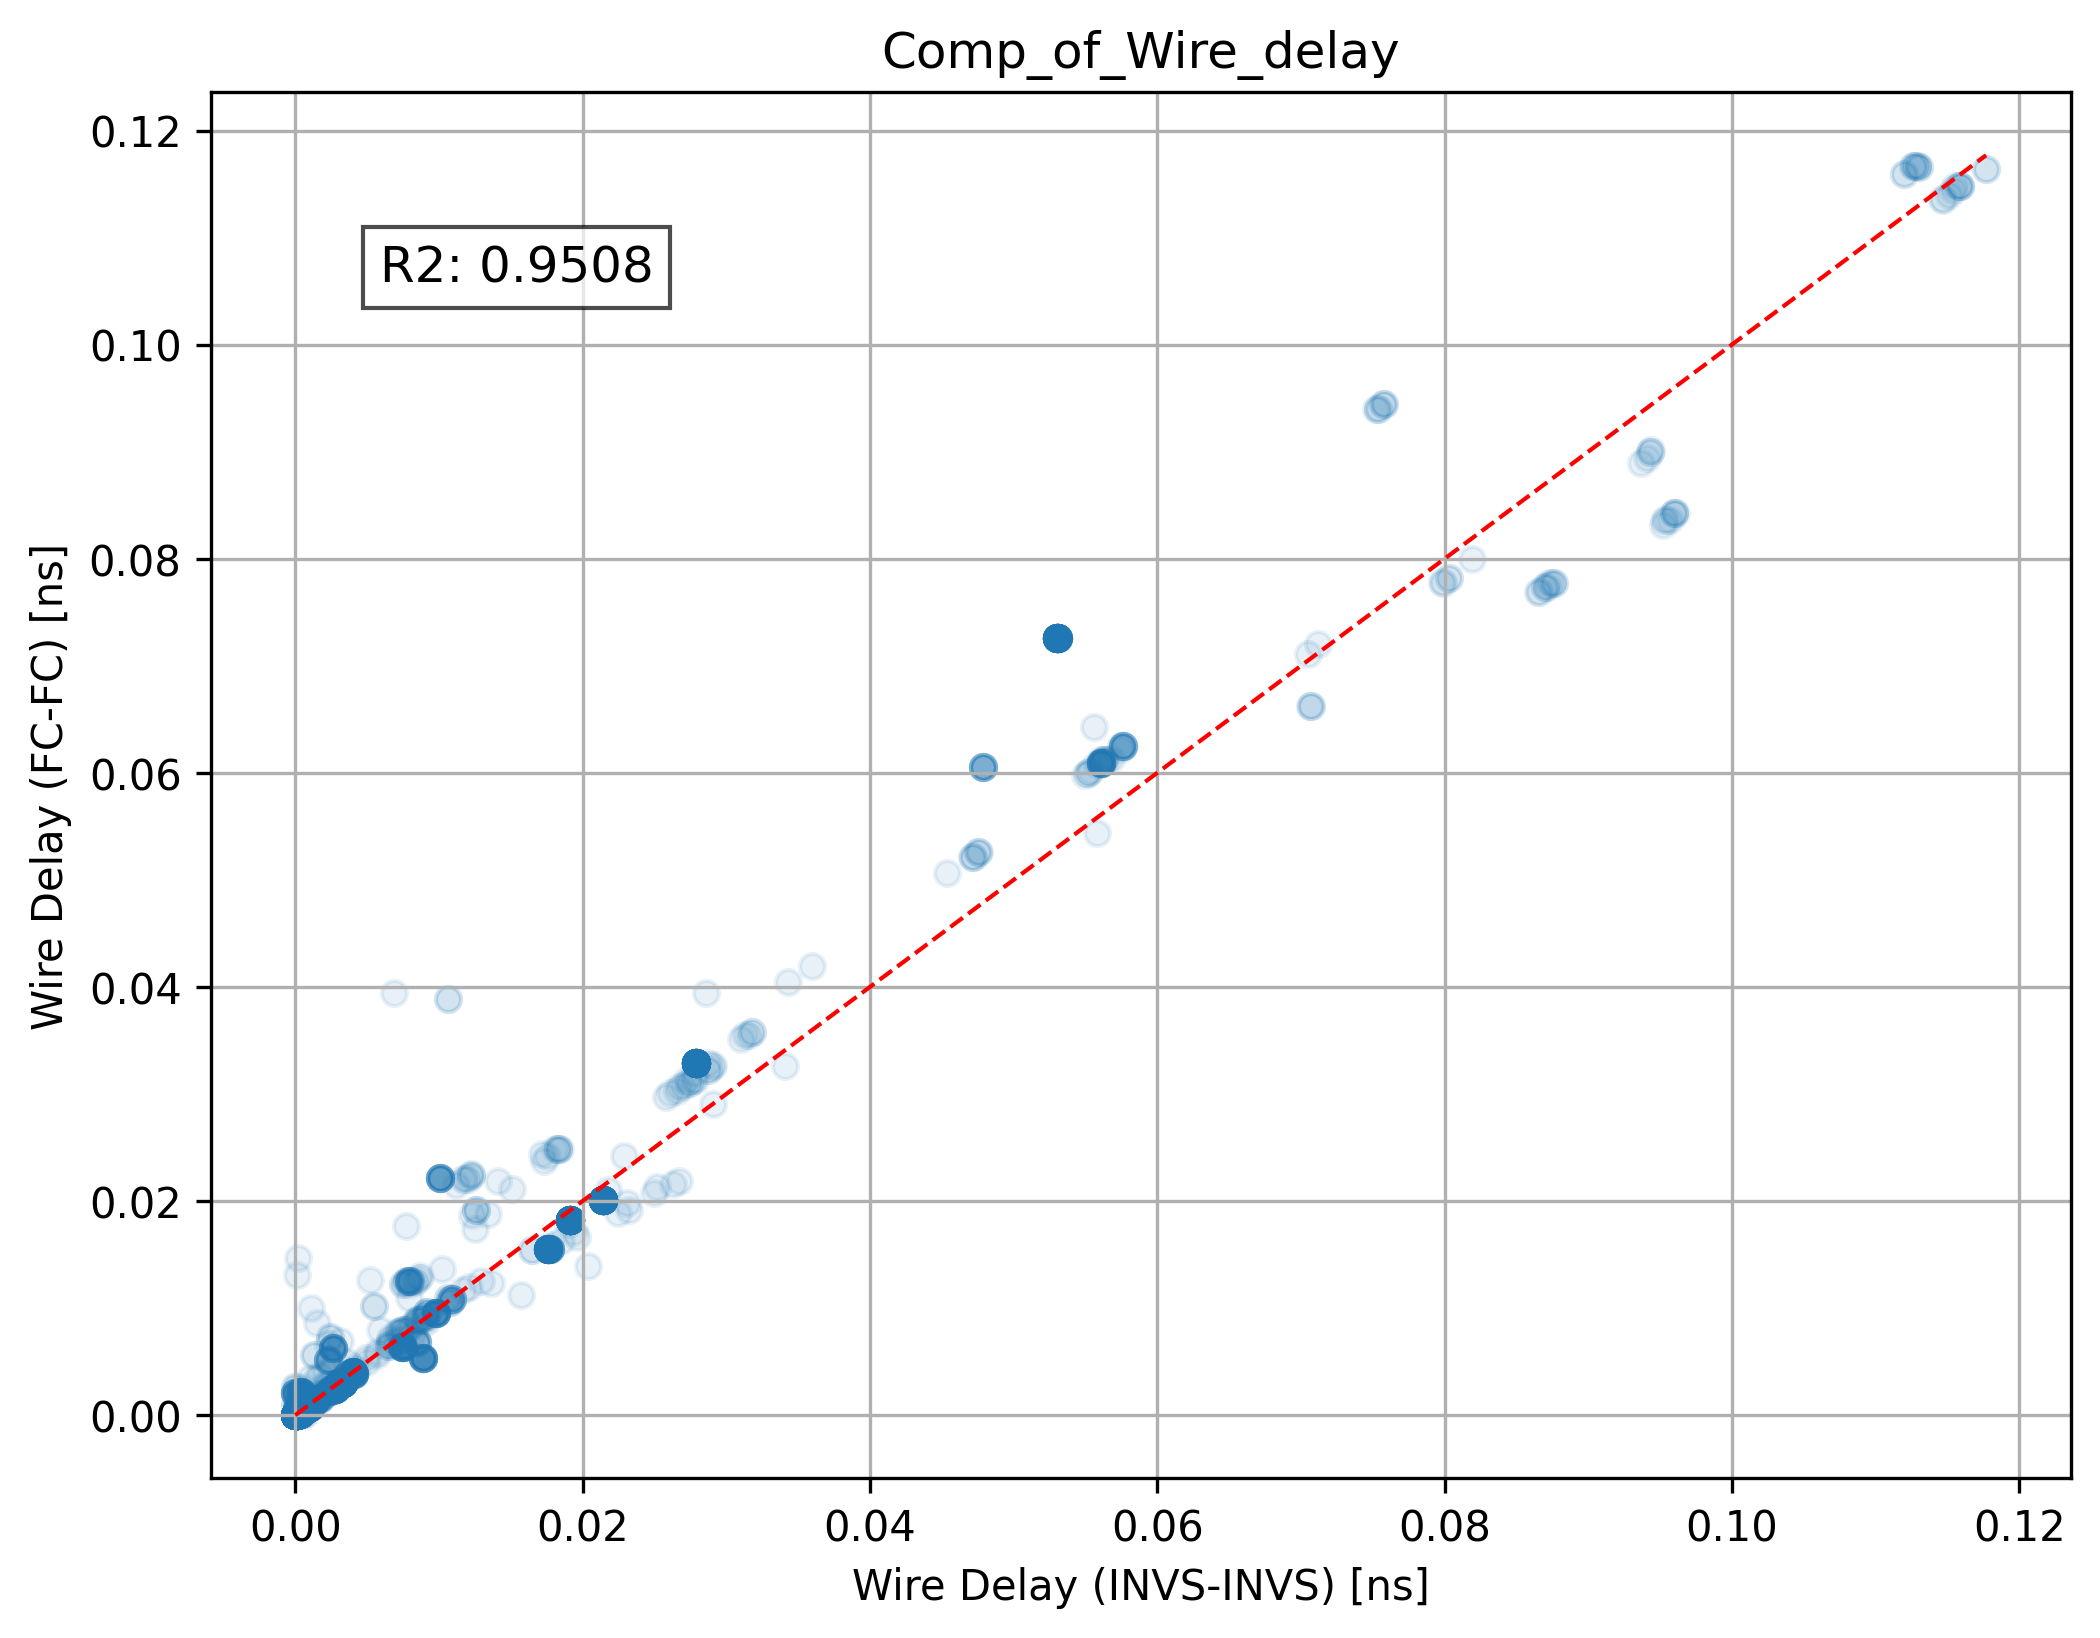 Comp_of_Wire_delay
R2: 0.9508
Wire Delay (FC-FC) [ns]
0.12
0.10
0.08
0.06
0.04
0.02
0.00
0.00 0.02 0.04 0.06 0.08 0.10 0.12
Wire Delay (INVS-INVS) [ns]